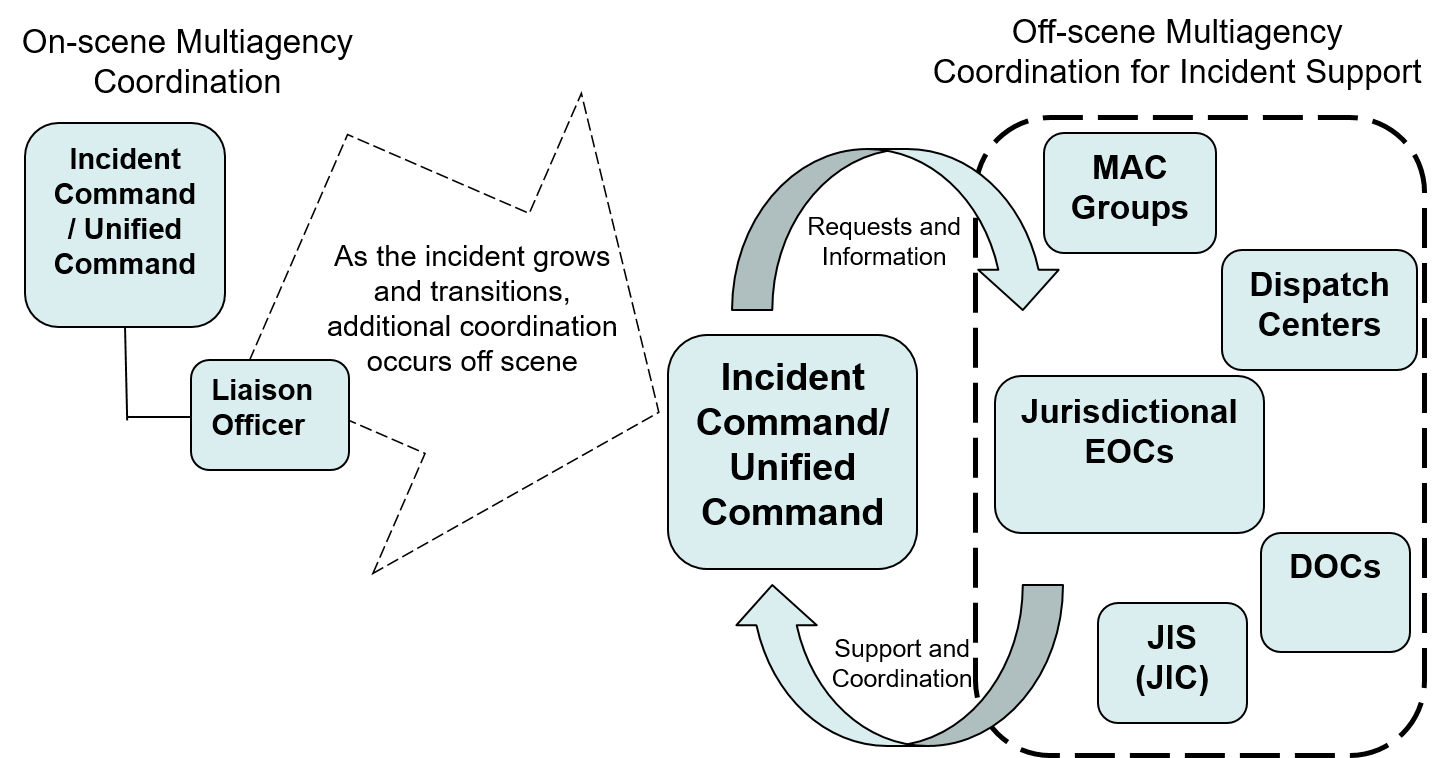 On-scene Multiagency
Coordination
Incident
Command
/ Unified
Command
Liaison
Officer
As the incident grows
and transitions,
additional coordination
occurs off scene
Incident
Command/
Unified
Command
Requests and
Information
Support and
Coordination
Off-scene Multiagency
Coordination for Incident Support
MAC
Groups
Dispatch
Centers
Jurisdictional
EOCs
DOCs
JIS
(JIC)